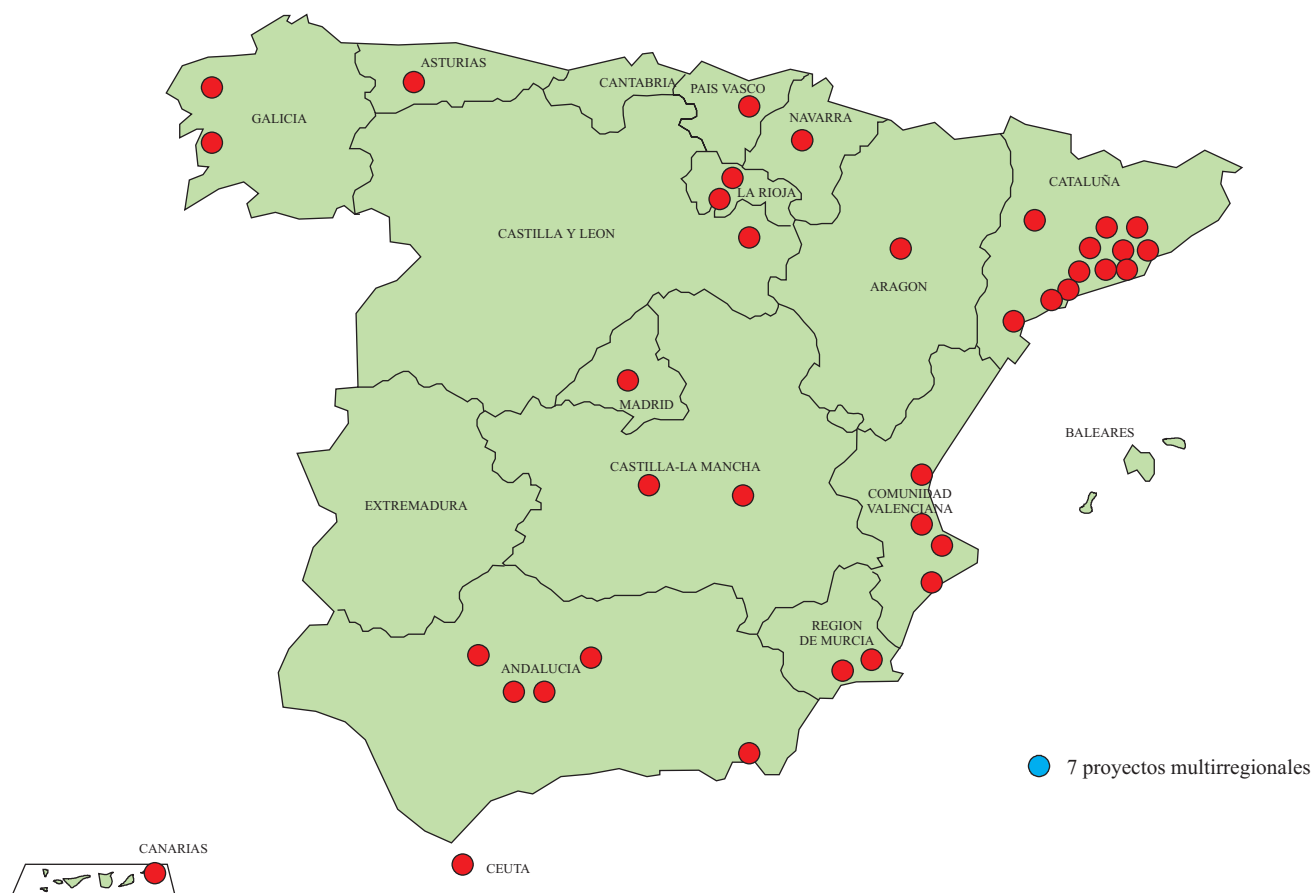 ASTURIAS
CANTABRIA
PAIS VASCO
GALICIA
NAVARRA
CATALUÑA
LA RIOJA
CASTILLA Y LEON
ARAGON
MADRID
BALEARES
CASTILLA-LA MANCHA
COMUNIDAD
VALENCIANA
EXTREMADURA
REGION
DE MURCIA
ANDALUCIA
7 proyectos multirregionales
CANARIAS
CEUTA